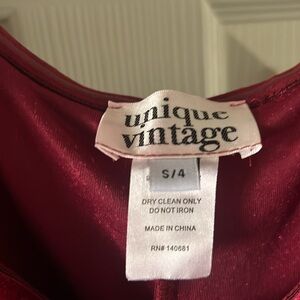 unique
vintage
S/4
DRY CLEAN ONLY
DO NOT IRON
MADE IN CHINA
RN# 140681